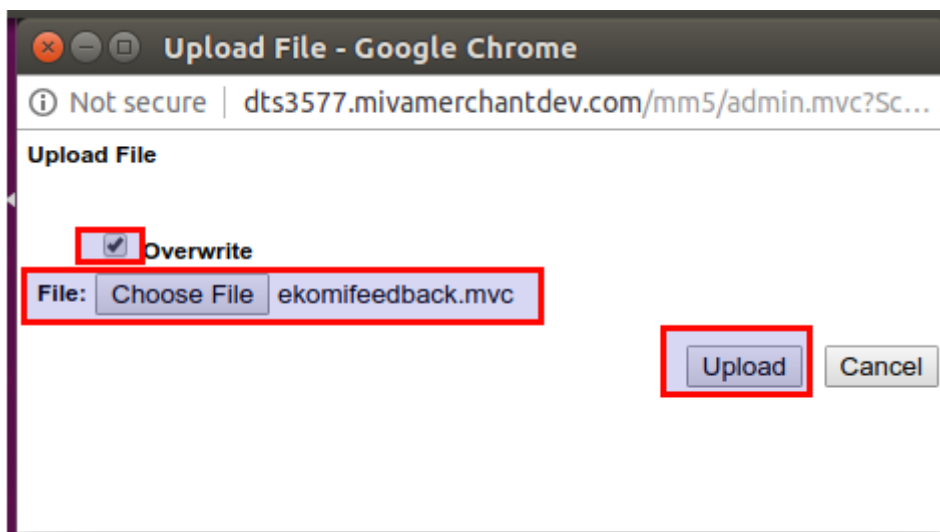 Upload File - Google Chrome
Not secure | dts3577.mivamerchantdev.com/mm5/admin.mvc?Sc...
Upload File
Overwrite
File: Choose File ekomifeedback.mvc
Upload Cancel